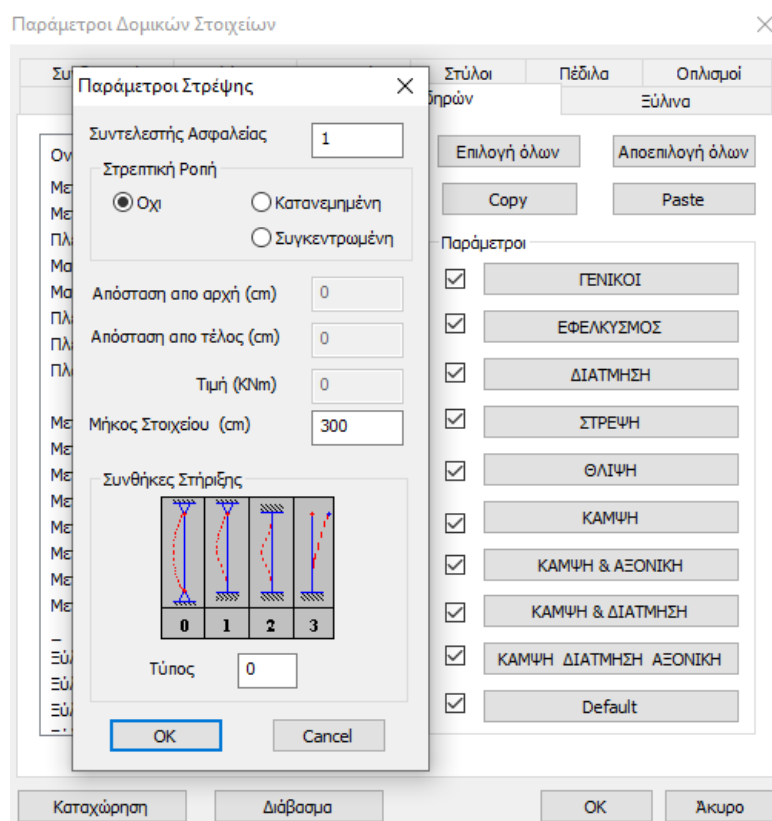 Παράμετροι Δομικών Στοιχείων
Στύλοι Πέδιλα Οπλισμοί
Ξύλινα
Παράμετροι Στρέψης
Συντελεστής Ασφαλείας 1
Στρεπτική Ροπή
Οχι Κατανεμημένη
Συγκεντρωμένη
Απόσταση απο αρχή (cm) 0
Απόσταση απο τέλος (cm) 0
Τιμή (KNm) 0
Μήκος Στοιχείου (cm) 300
Συνθήκες Στήριξης
0 1 2 3
Τύπος 0
OK Cancel
Επιλογή όλων Αποεπιλογή όλων
Copy Paste
Παράμετροι
ΓΕΝΙΚΟΙ
ΕΦΕΛΚΥΣΜΟΣ
ΔΙΑΤΜΗΣΗ
ΣΤΡΕΨΗ
ΘΛΙΨΗ
ΚΑΜΨΗ
ΚΑΜΨΗ & ΑΞΟΝΙΚΗ
ΚΑΜΨΗ & ΔΙΑΤΜΗΣΗ
ΚΑΜΨΗ ΔΙΑΤΜΗΣΗ ΑΞΟΝΙΚΗ
Default
Καταχώρηση Διάβασμα OK Άκυρο